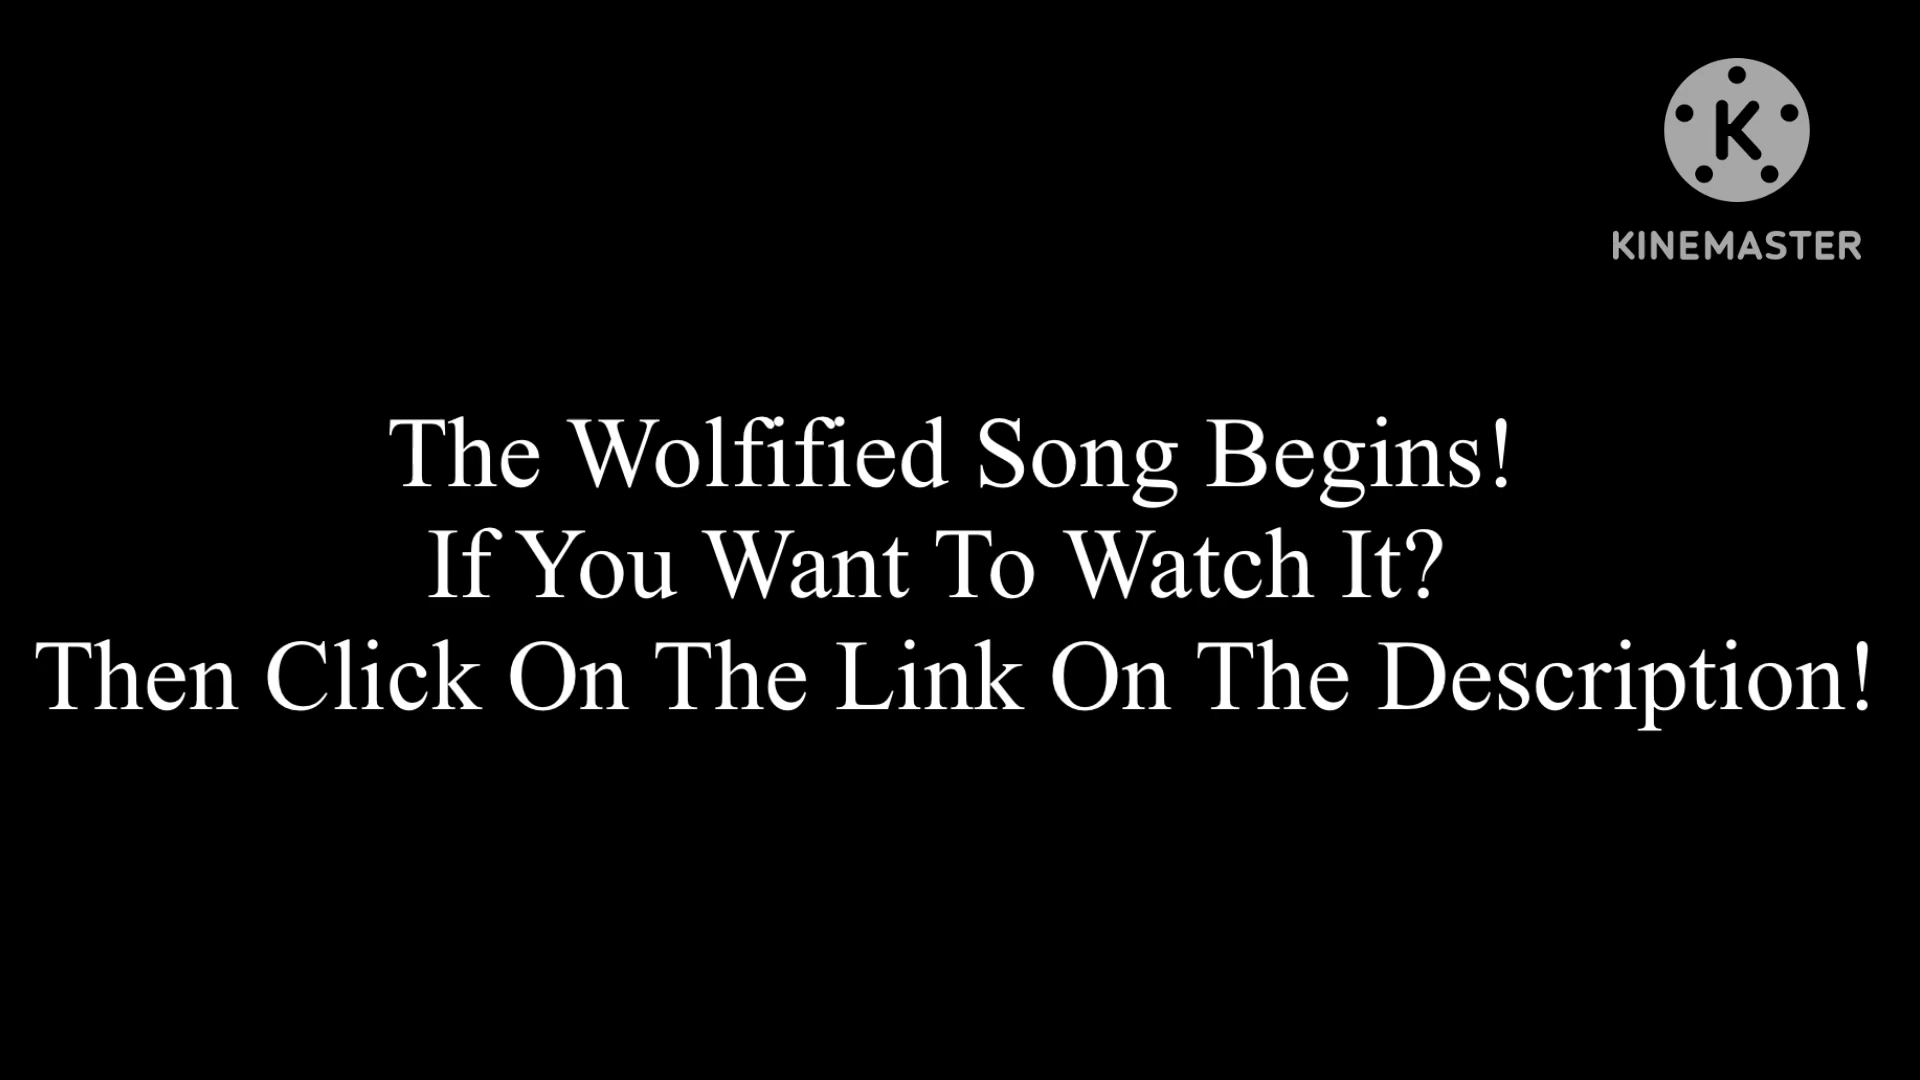 K
KINEMASTER
The Wolfified Song Begins!
If You Want To Watch It?
Then Click On The Link On The Description!